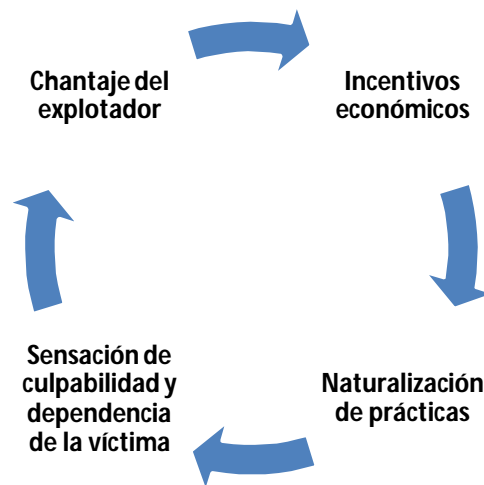 Chantaje del
explotador
Incentivos
económicos
Naturalización
de prácticas
Sensación de
culpabilidad y
dependencia
de la víctima